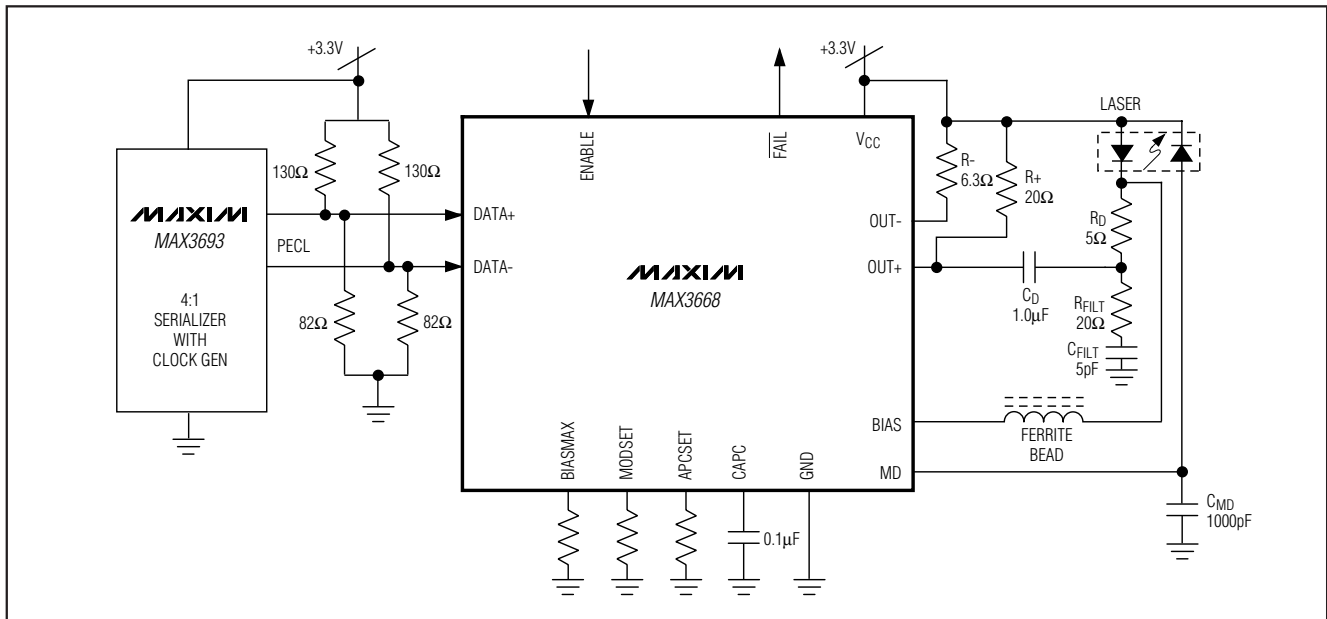 +3.3V
+3.3V
LASER
ENABLE
FAIL
VCC
130Ω
130Ω
R-
6.3Ω
R+
20Ω
MAXIM
MAX3693
DATA+
OUT-
RD
5Ω
PECL
DATA-
MAXIM
MAX3668
OUT+
4:1
SERIALIZER
WITH
CLOCK GEN
82Ω
82Ω
CD
1.0µF
RFILT
20Ω
CFILT
5pF
BIAS
FERRITE
BEAD
MD
BIASMAX
MODSET
APCSET
CAPC
GND
0.1µF
CMD
1000pF